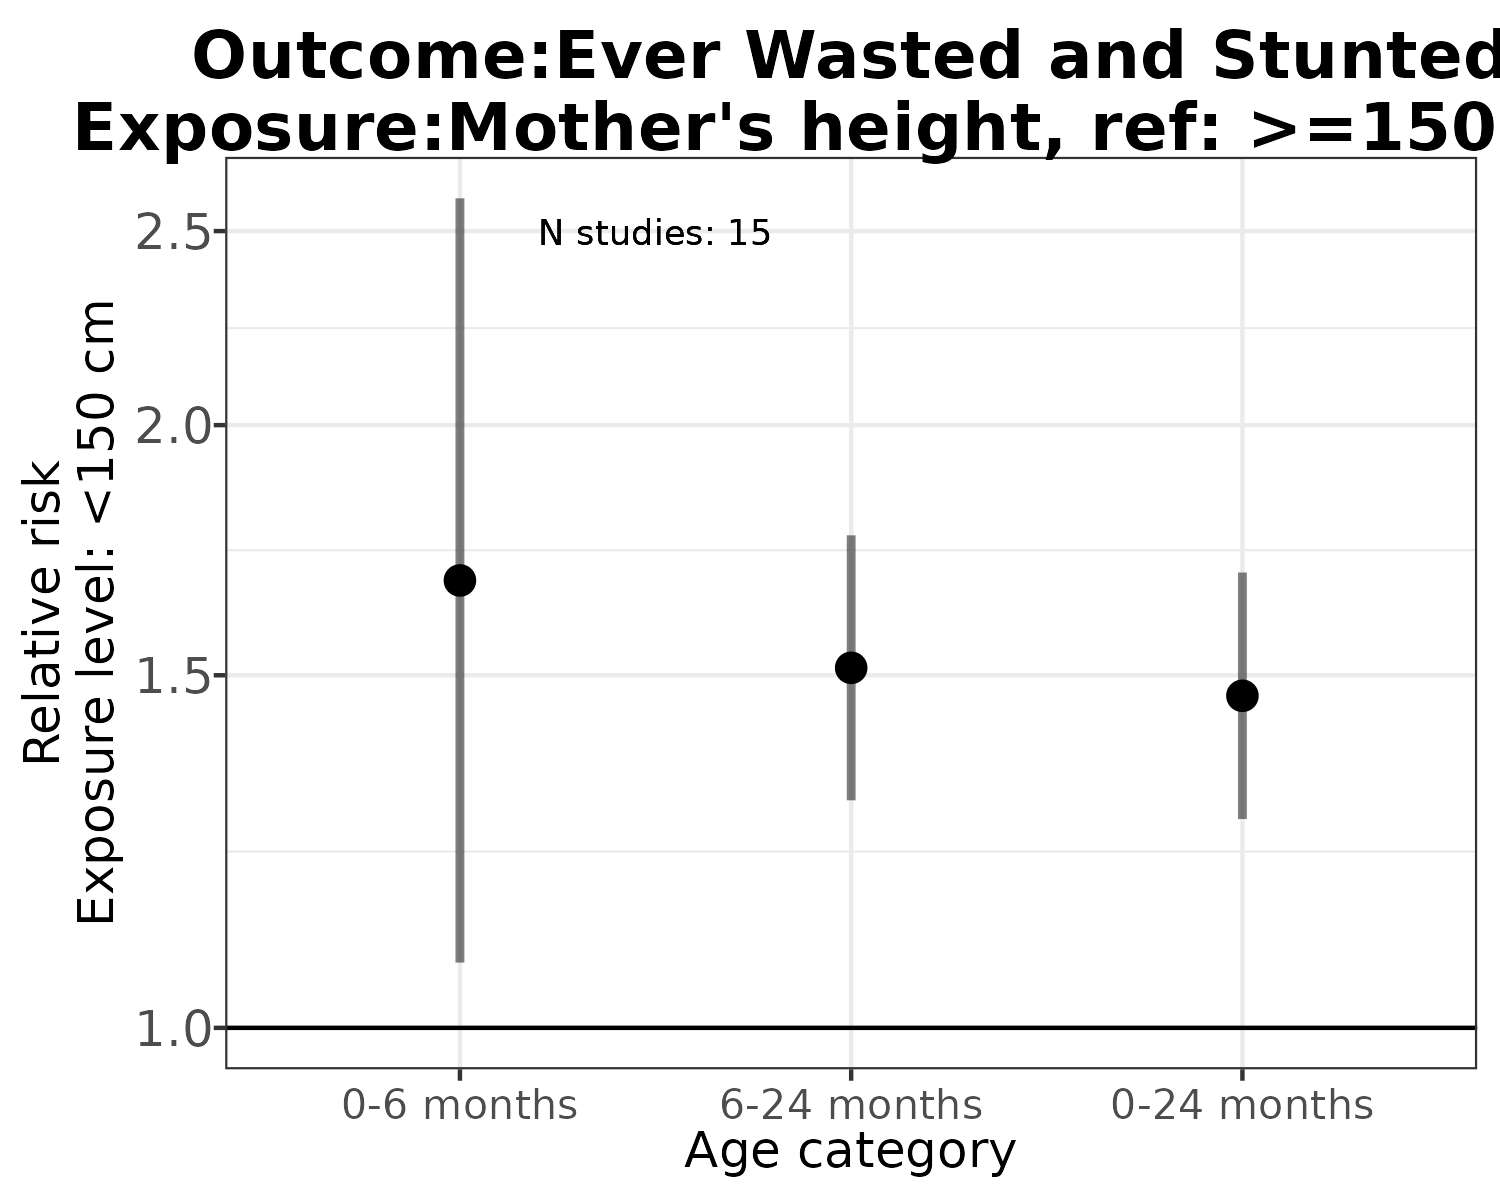 Outcome:Ever Wasted and Stunted
Exposure:Mother's height, ref: >=150
N studies: 15
2.5
2.0
1.5
1.0
Relative risk
Exposure level: <150 cm
0-6 months
6-24 months
0-24 months
Age category